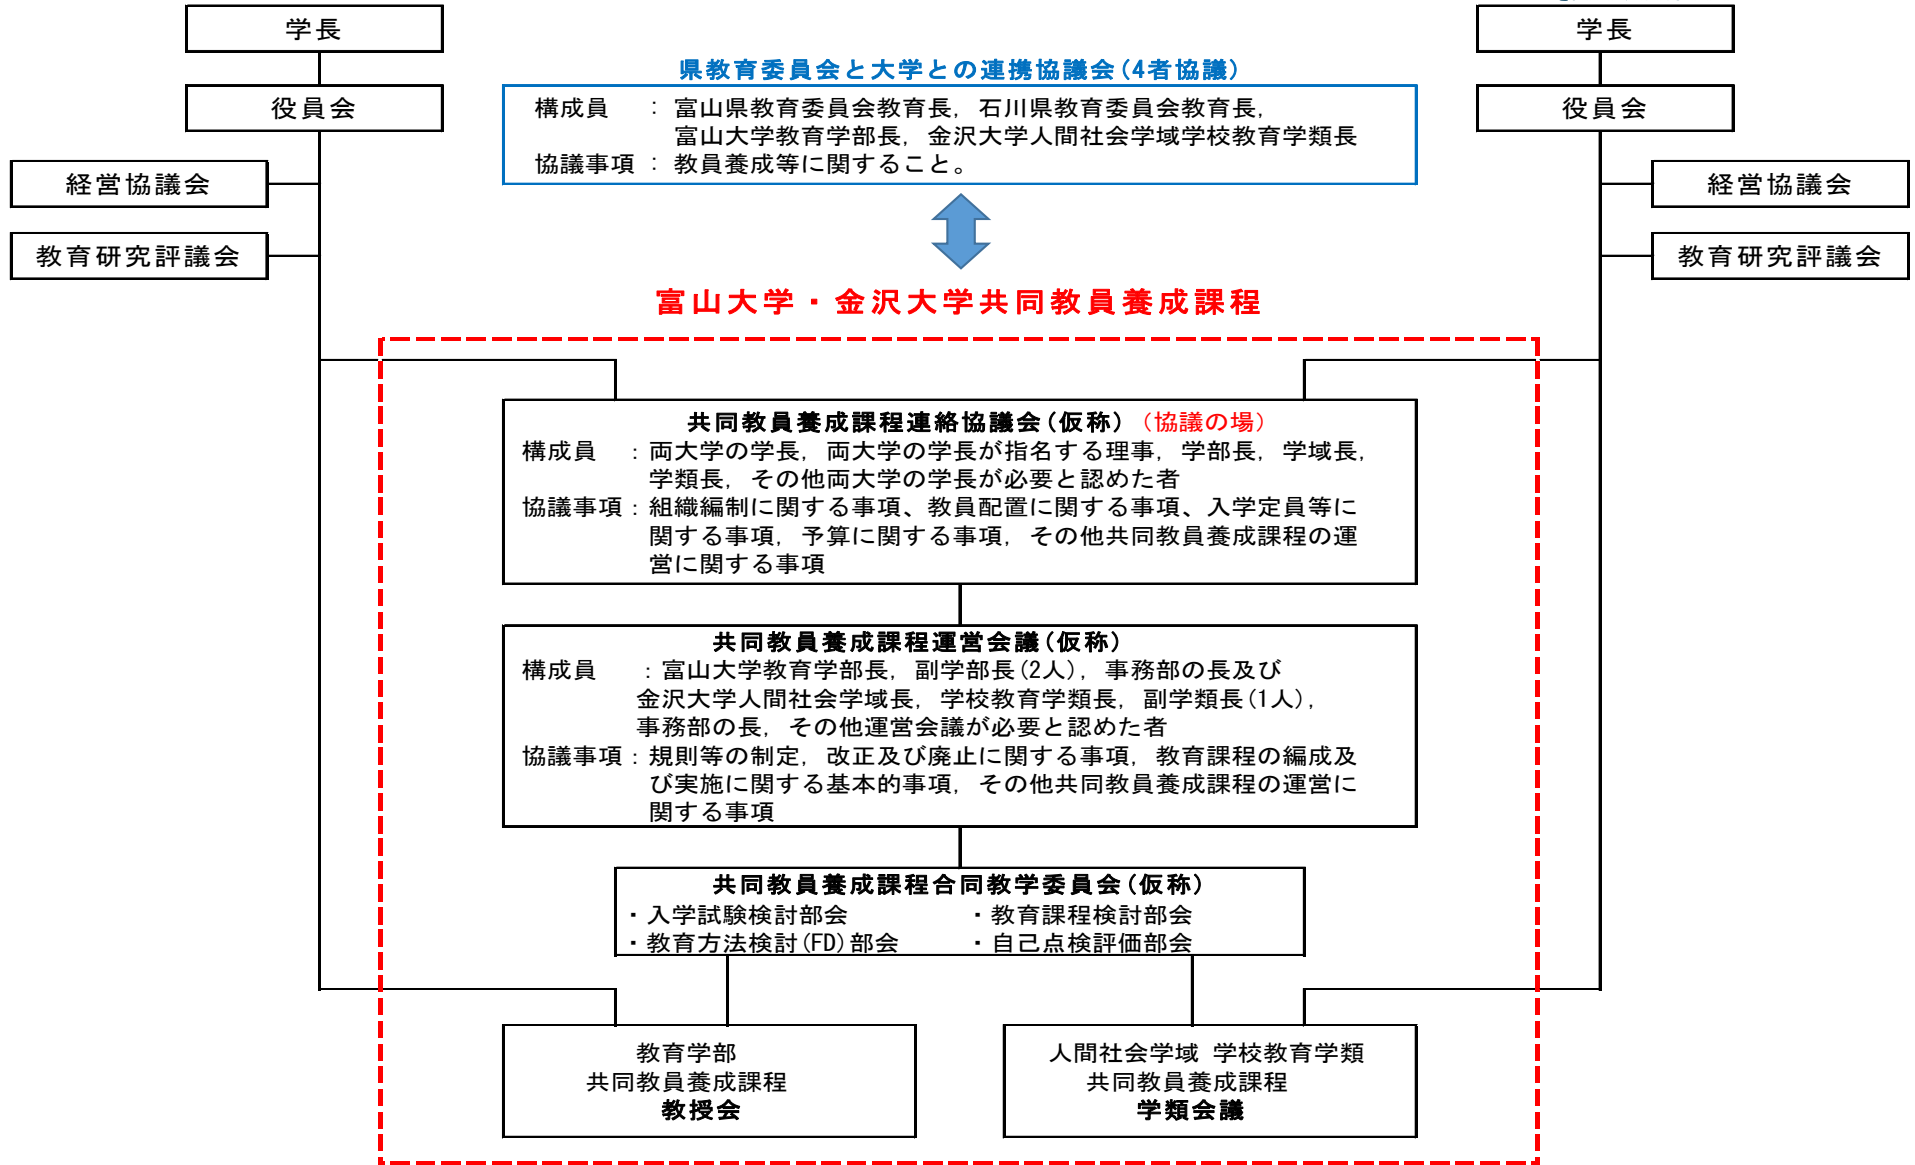 学長
学長
県教育委員会と大学との連携協議会(4者協議)
役員会
役員会
構成員　：富山県教育委員会教育長，石川県教育委員会教育長，
富山大学教育学部長，金沢大学人間社会学域学校教育学類長
協議事項：教員養成等に関すること。
経営協議会
経営協議会
教育研究評議会
教育研究評議会
富山大学・金沢大学共同教員養成課程
共同教員養成課程連絡協議会(仮称)（協議の場）
構成員　：両大学の学長，両大学の学長が指名する理事，学部長，学域長，
学類長，その他両大学の学長が必要と認めた者
協議事項：組織編制に関する事項、教員配置に関する事項、入学定員等に
関する事項，予算に関する事項，その他共同教員養成課程の運
営に関する事項
共同教員養成課程運営会議(仮称)
構成員　：富山大学教育学部長，副学部長(2人)，事務部の長及び
金沢大学人間社会学域長，学校教育学類長，副学類長(1人)，
事務部の長，その他運営会議が必要と認めた者
協議事項：規則等の制定，改正及び廃止に関する事項，教育課程の編成及
び実施に関する基本的事項，その他共同教員養成課程の運営に
関する事項
共同教員養成課程合同教学委員会(仮称)
・入学試験検討部会　・教育課程検討部会
・教育方法検討(FD)部会　・自己点検評価部会
教育学部
共同教員養成課程
教授会
人間社会学域 学校教育学類
共同教員養成課程
学類会議